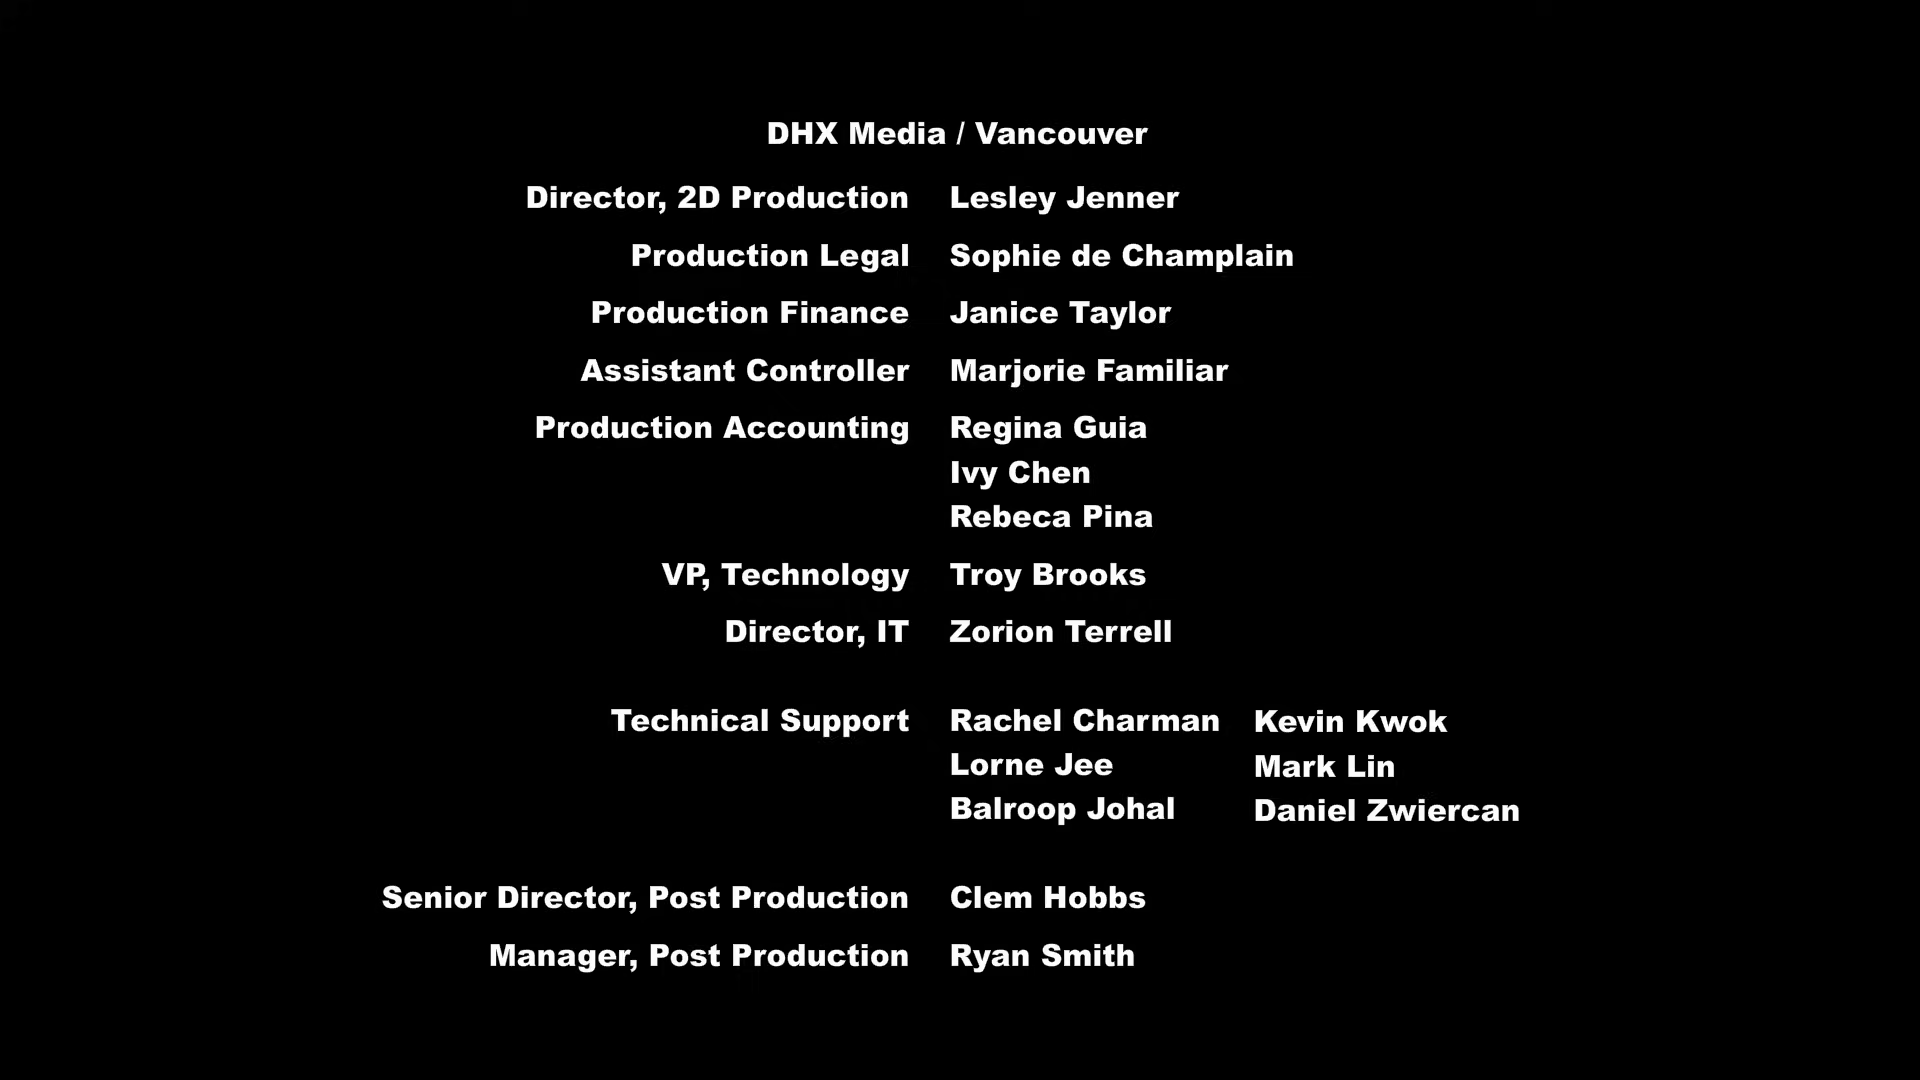 DHX Media / Vancouver
Director, 2D Production Lesley Jenner
Production Legal Sophie de Champlain
Production Finance Janice Taylor
Assistant Controller Marjorie Familiar
Production Accounting Regina Guia
Ivy Chen
Rebeca Pina
VP, Technology Troy Brooks
Director, IT Zorion Terrell
Technical Support Rachel Charman Kevin Kwok
Lorne Jee Mark Lin
Balroop Johal Daniel Zwiercan
Senior Director, Post Production Clem Hobbs
Manager, Post Production Ryan Smith